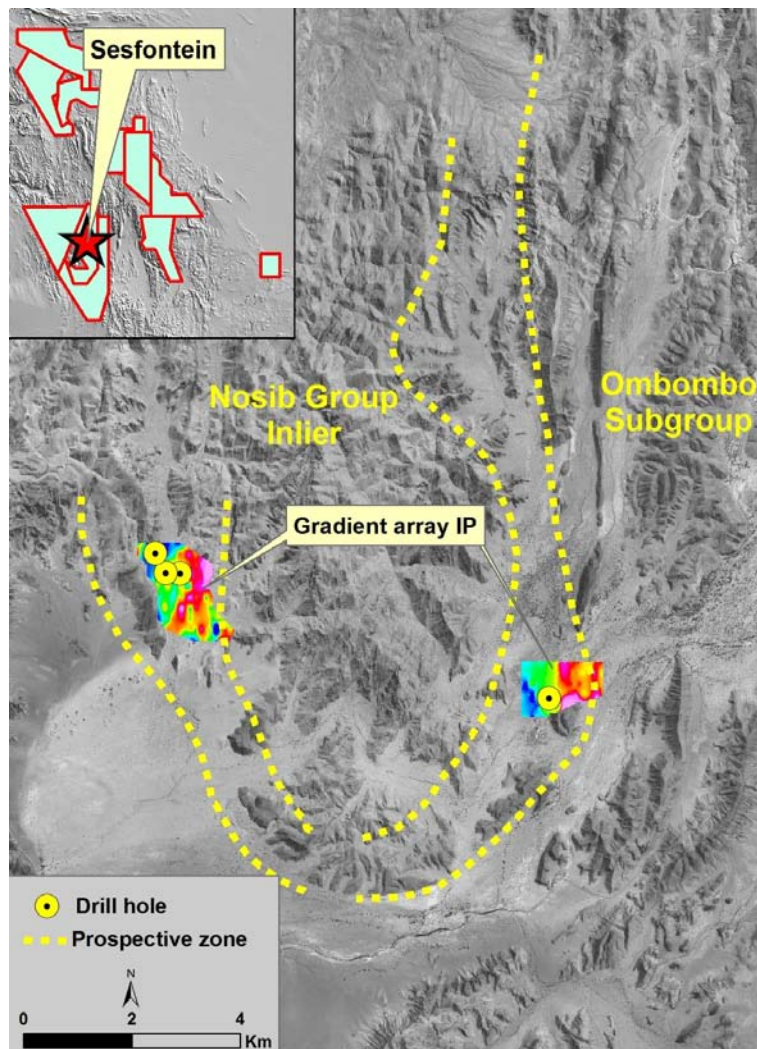 Sesfontein
Nosib Group
Inlier
Ombombo
Subgroup
Gradient array IP
Drill hole
Prospective zone
N
0 2 4
Km